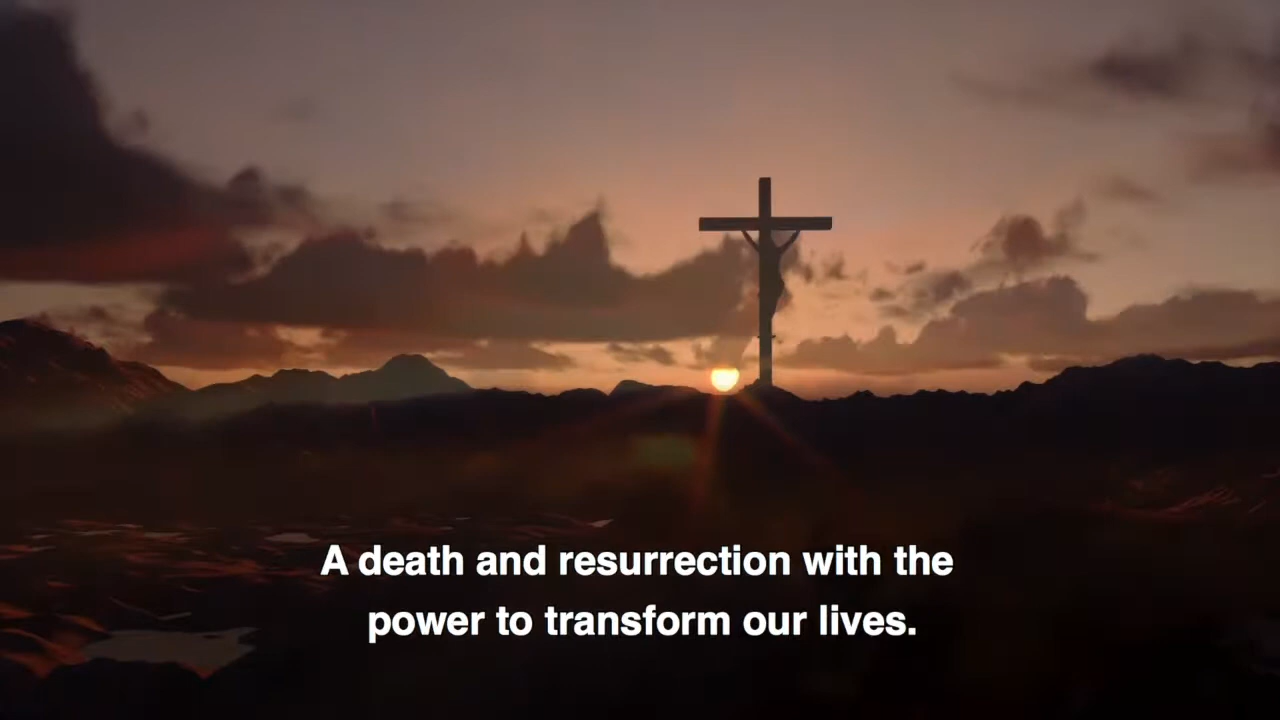 A death and resurrection with the
power to transform our lives.